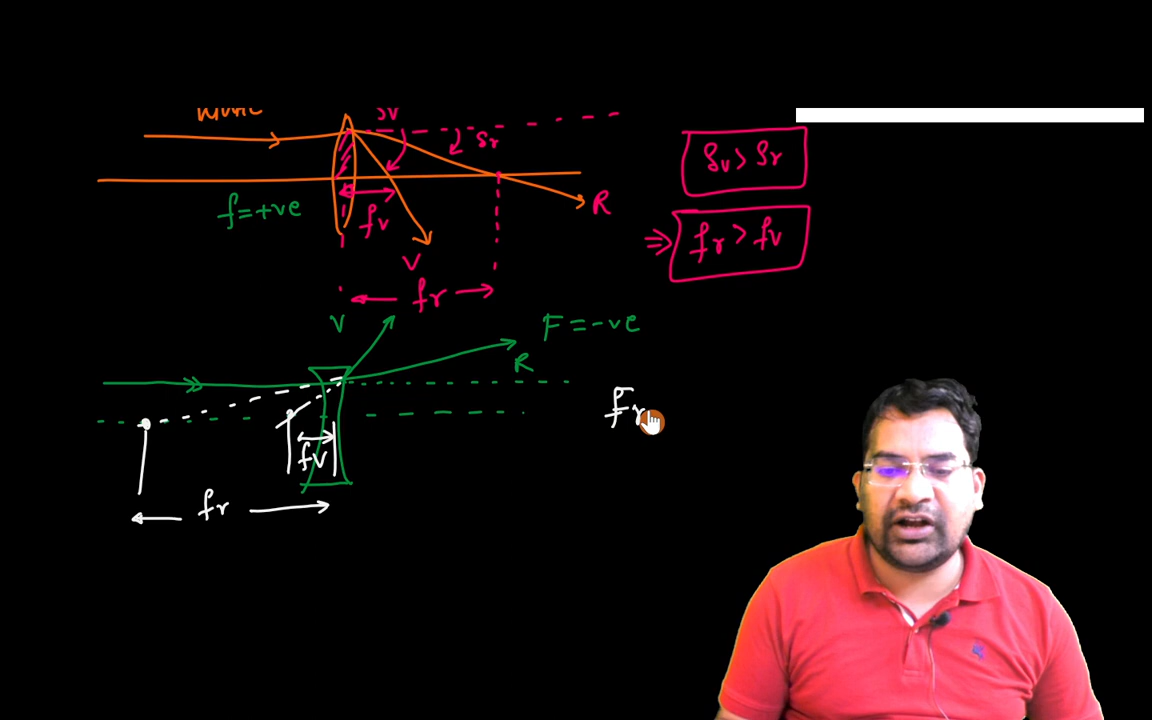 δv
δr
δv > δr
f=+ve
fv
R
⇒ fr > fv
V
fr
V
F = -ve
R
fr
fv
fr